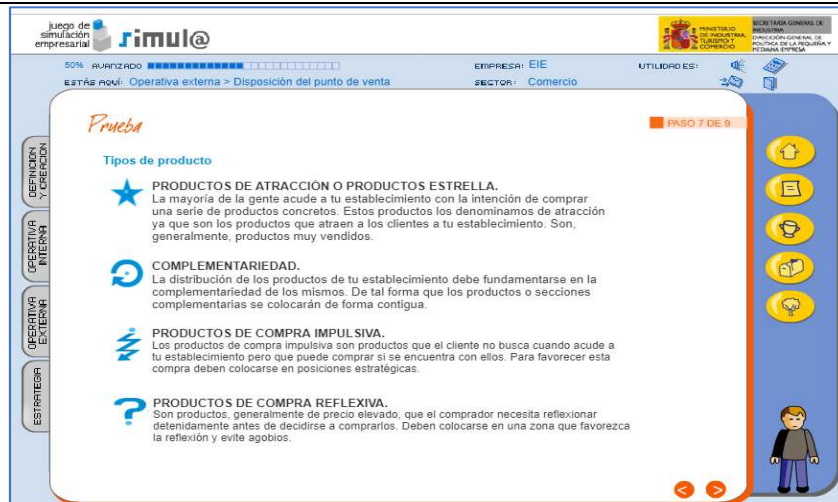 juego de
simulación
empresarial
simul@
MINISTERIO
DE INDUSTRIA,
TURISMO Y
COMERCIO
SECRETARÍA GENERAL DE
INDUSTRIA
DIRECCIÓN GENERAL DE
POLÍTICA DE LA PEQUEÑA Y
MEDIANA EMPRESA
50% AVANZADO
EMPRESA: EIE
UTILIDADES:
ESTÁS AQUÍ: Operativa externa > Disposición del punto de venta
SECTOR: Comercio
Prueba
PASO 7 DE 9
DEFINICION
Y CREACION
OPERATIVA
INTERNA
OPERATIVA
EXTERNA
ESTRATEGIA
Tipos de producto
PRODUCTOS DE ATRACCIÓN O PRODUCTOS ESTRELLA.
La mayoría de la gente acude a tu establecimiento con la intención de comprar
una serie de productos concretos. Estos productos los denominamos de atracción
ya que son los productos que atraen a los clientes a tu establecimiento. Son,
generalmente, productos muy vendidos.
COMPLEMENTARIEDAD.
La distribución de los productos de tu establecimiento debe fundamentarse en la
complementariedad de los mismos. De tal forma que los productos o secciones
complementarias se colocarán de forma contigua.
PRODUCTOS DE COMPRA IMPULSIVA.
Los productos de compra impulsiva son productos que el cliente no busca cuando acude a
tu establecimiento pero que puede comprar si se encuentra con ellos. Para favorecer esta
compra deben colocarse en posiciones estratégicas.
PRODUCTOS DE COMPRA REFLEXIVA.
Son productos, generalmente de precio elevado, que el comprador necesita reflexionar
detenidamente antes de decidirse a comprarlos. Deben colocarse en una zona que favorezca
la reflexión y evite agobios.